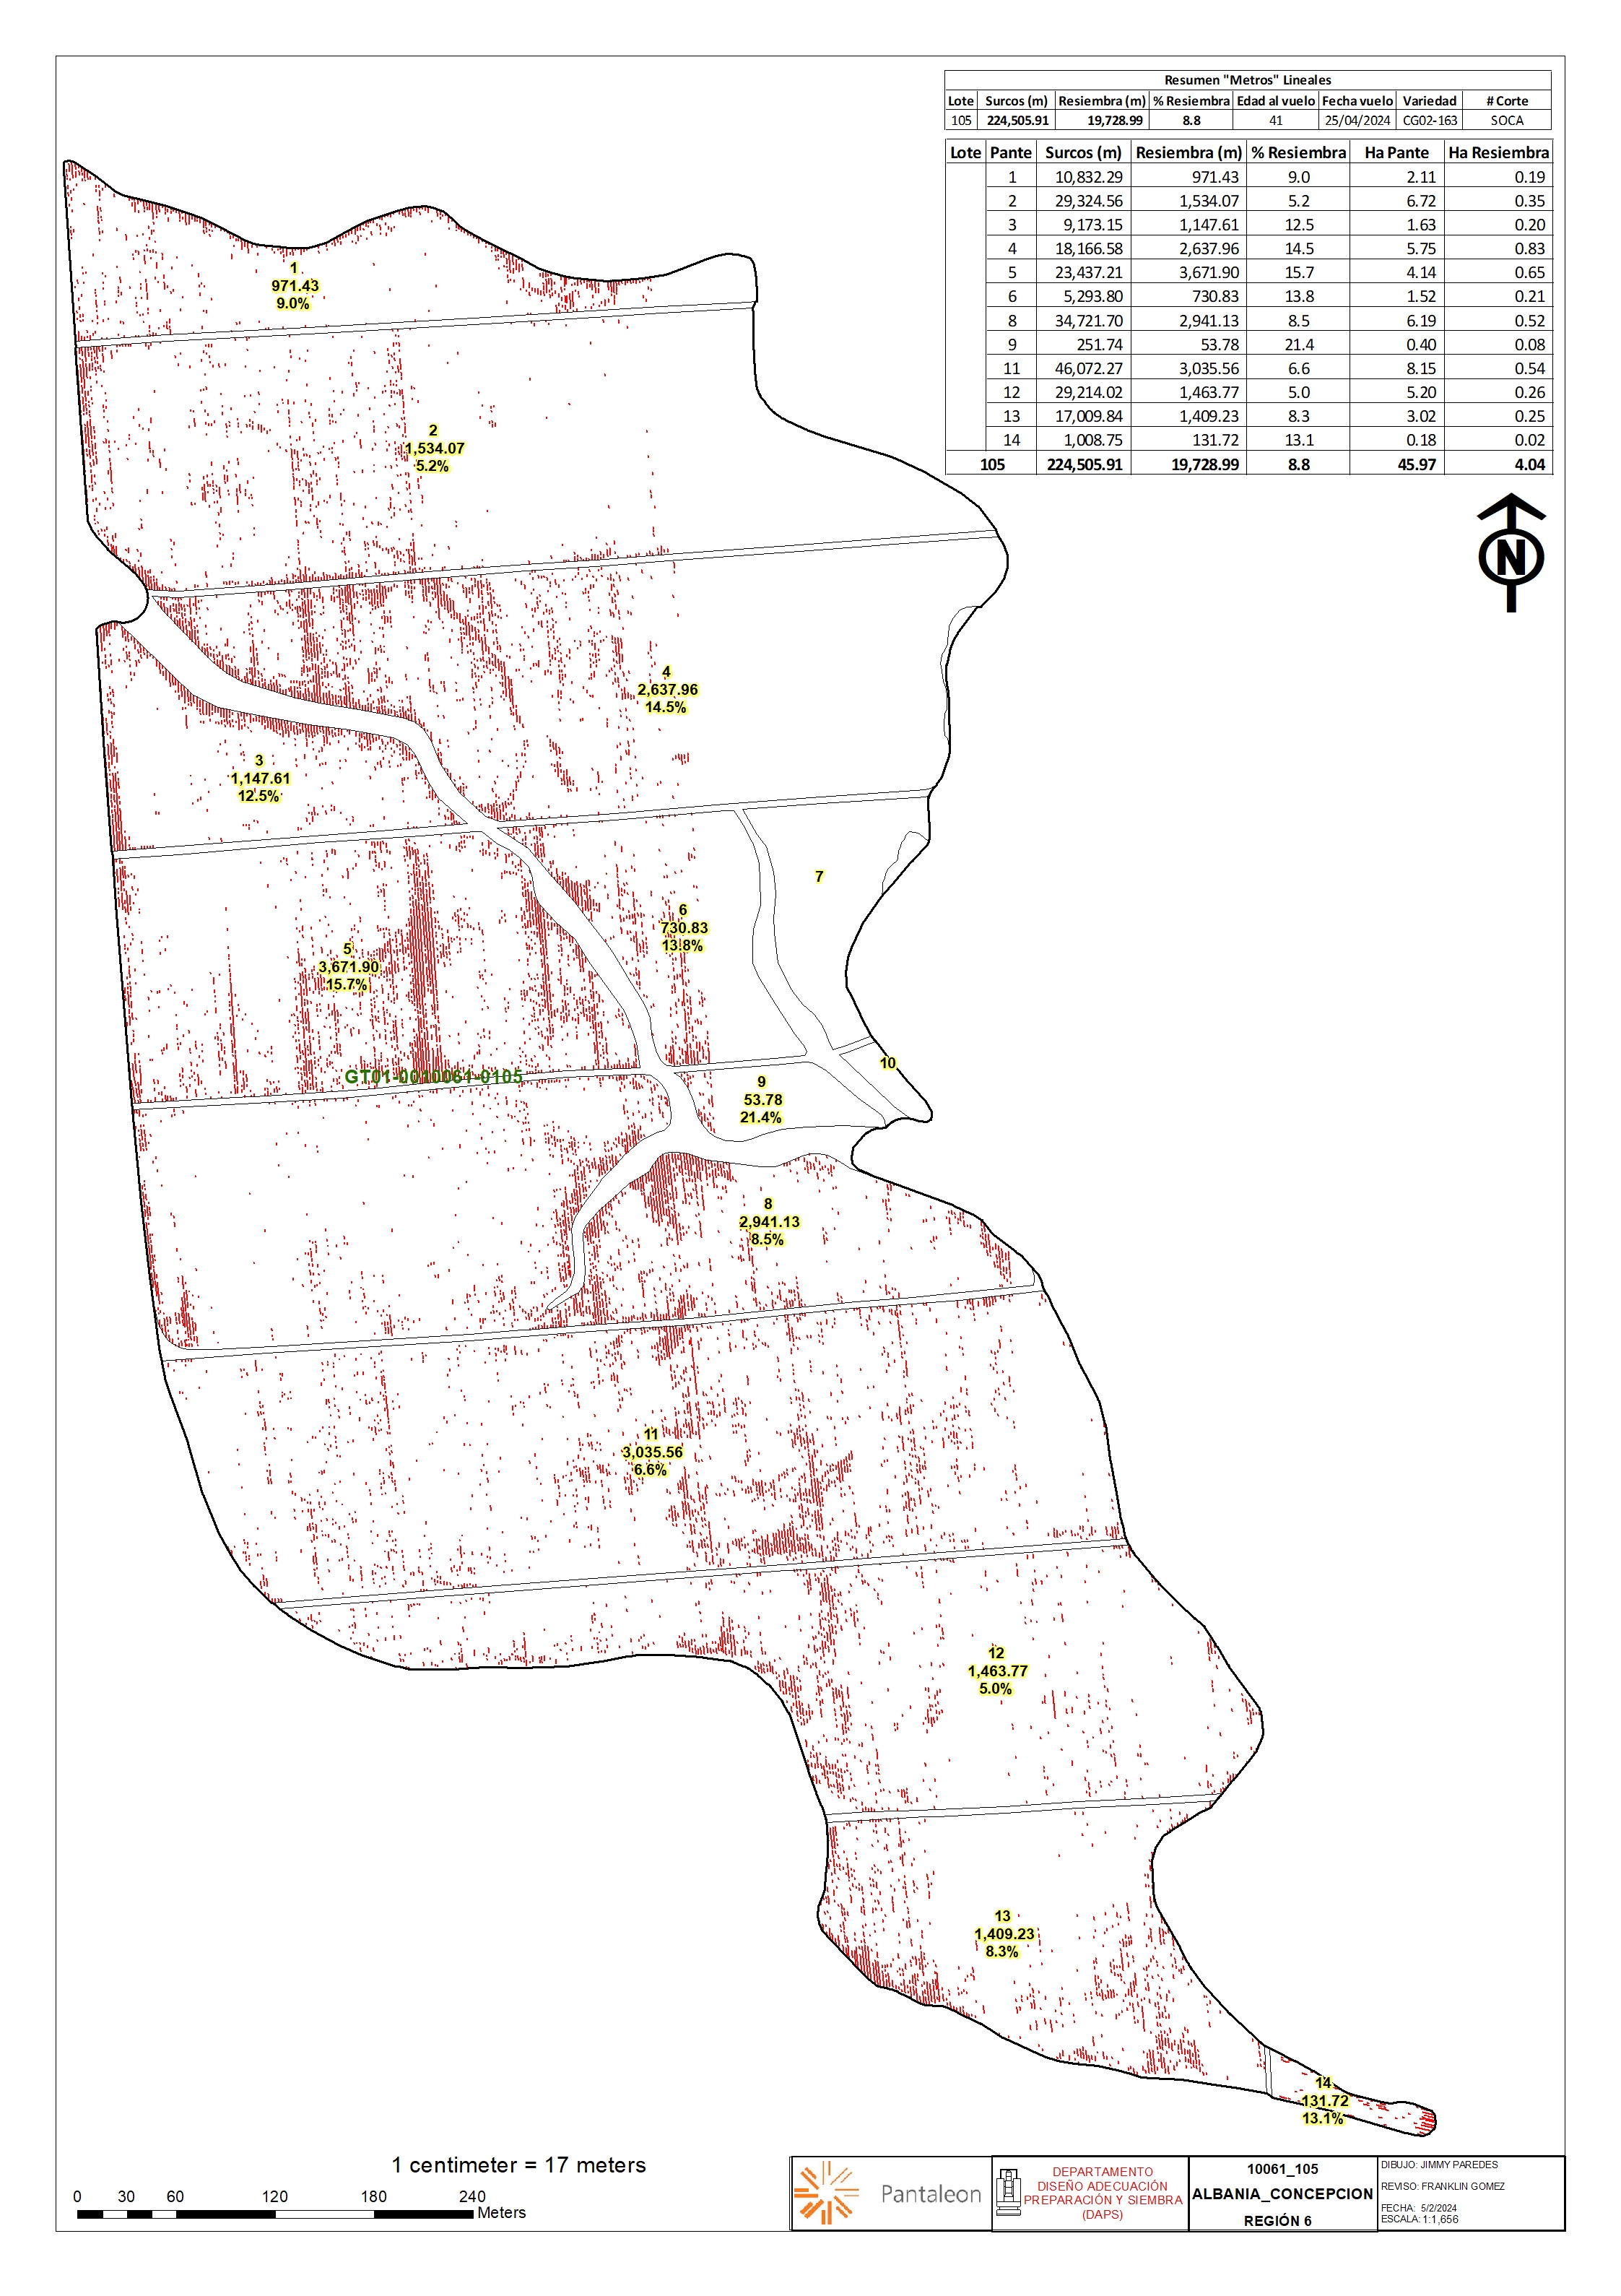 Resumen "Metros" Lineales
Lote Surcos (m) Resiembra (m) % Resiembra Edad al vuelo Fecha vuelo Variedad # Corte
105 224,505.91 19,728.99 8.8 41 25/04/2024 CG02-163 SOCA
Lote Pante Surcos (m) Resiembra (m) % Resiembra Ha Pante Ha Resiembra
1 10,832.29 971.43 9.0 2.11 0.19
2 29,324.56 1,534.07 5.2 6.72 0.35
3 9,173.15 1,147.61 12.5 1.63 0.20
4 18,166.58 2,637.96 14.5 5.75 0.83
5 23,437.21 3,671.90 15.7 4.14 0.65
6 5,293.80 730.83 13.8 1.52 0.21
8 34,721.70 2,941.13 8.5 6.19 0.52
9 251.74 53.78 21.4 0.40 0.08
11 46,072.27 3,035.56 6.6 8.15 0.54
12 29,214.02 1,463.77 5.0 5.20 0.26
13 17,009.84 1,409.23 8.3 3.02 0.25
14 1,008.75 131.72 13.1 0.18 0.02
105 224,505.91 19,728.99 8.8 45.97 4.04
N
1
971.43
9.0%
2
1,534.07
5.2%
4
2,637.96
14.5%
3
1,147.61
12.5%
7
6
730.83
13.8%
5
3,671.90
15.7%
10
GT01-0010061-0105
9
53.78
21.4%
8
2,941.13
8.5%
11
3,035.56
6.6%
12
1,463.77
5.0%
13
1,409.23
8.3%
14
131.72
13.1%
1 centimeter = 17 meters
0 30 60 120 180 240
Meters
Pantaleon
DEPARTAMENTO
DISEÑO ADECUACIÓN
PREPARACIÓN Y SIEMBRA
(DAPS)
10061_105
ALBANIA_CONCEPCION
REGIÓN 6
DIBUJO: JIMMY PAREDES
REVISO: FRANKLIN GOMEZ
FECHA: 5/2/2024
ESCALA: 1:1,656